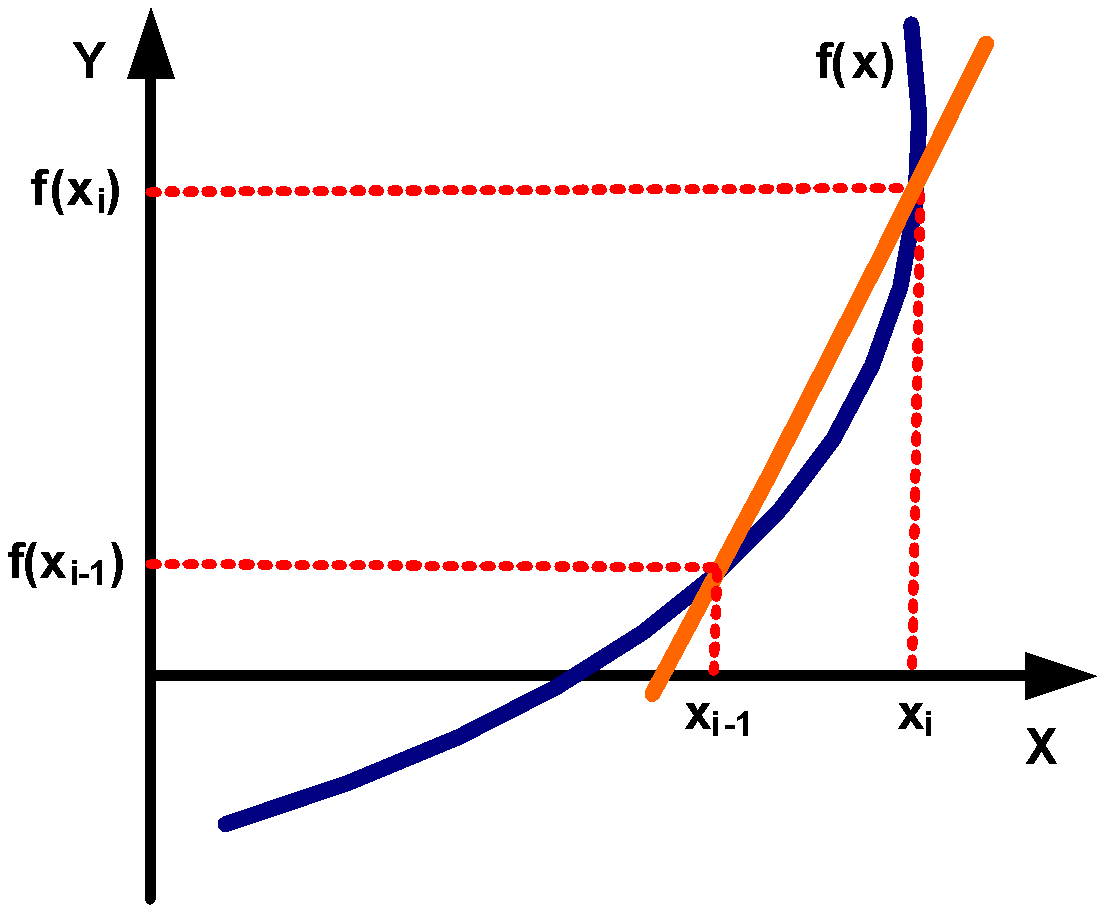 Y
f(x)
f(xi)
f(xi-1)
xi-1
xi
X